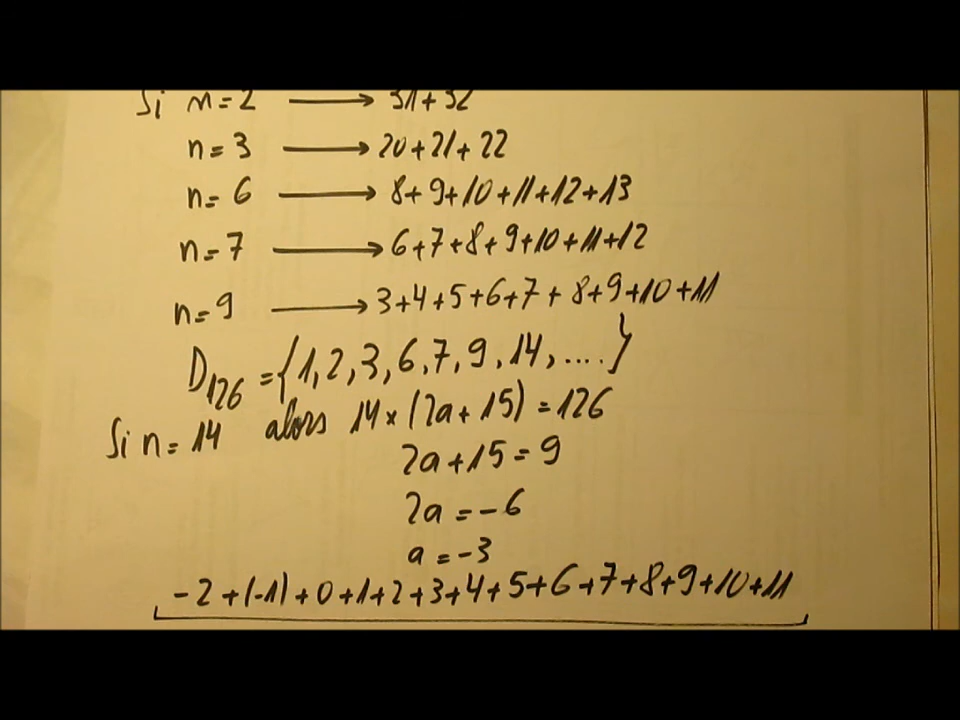 Si n=2 → 31+32
n=3 → 20+21+22
n=6 → 8+9+10+11+12+13
n=7 → 6+7+8+9+10+11+12
n=9 → 3+4+5+6+7+8+9+10+11
D₁₂₆={1,2,3,6,7,9,14,....}
Si n=14 alors 14×(2a+15)=126
2a+15=9
2a=-6
a=-3
-2+(-1)+0+1+2+3+4+5+6+7+8+9+10+11